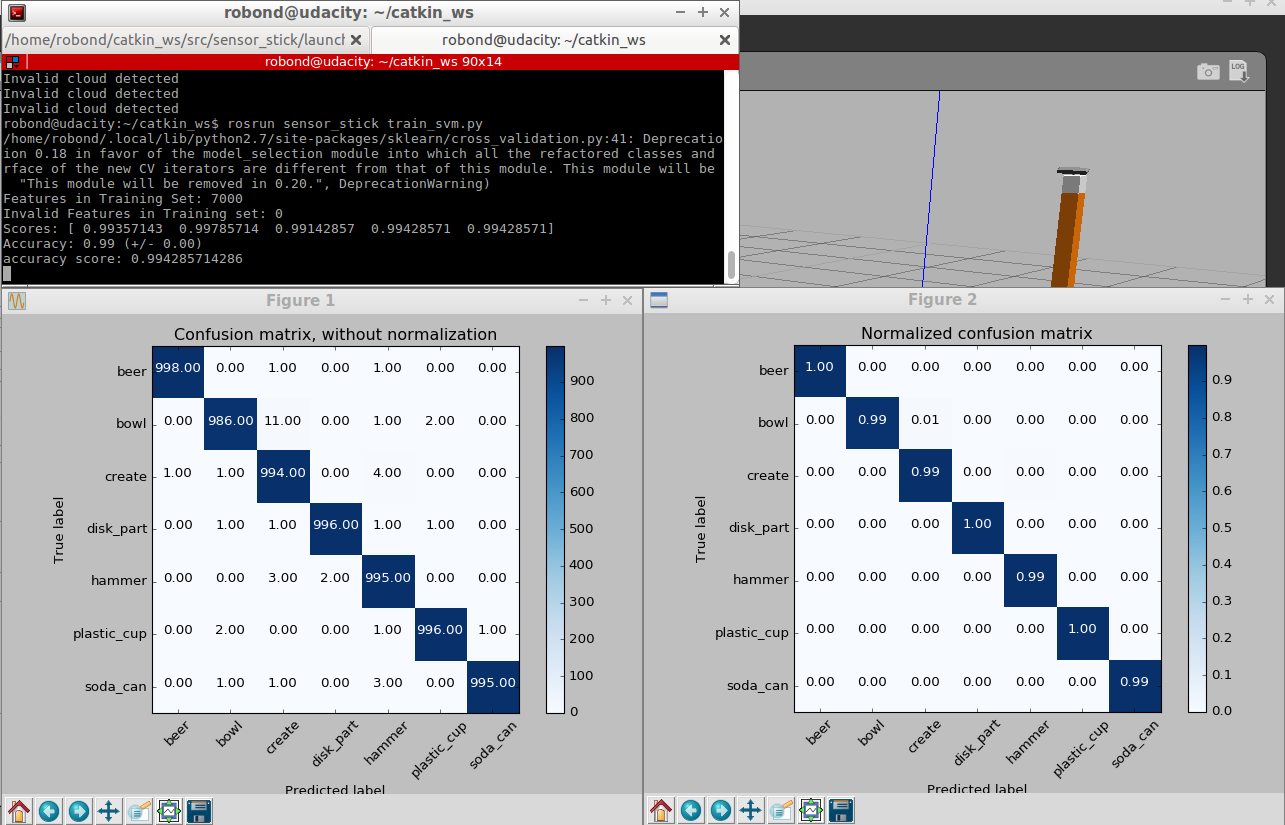 robond@udacity: ~/catkin_ws
/home/robond/catkin_ws/src/sensor_stick/launch
robond@udacity: ~/catkin_ws
robond@udacity: ~/catkin_ws 90x14
Invalid cloud detected
Invalid cloud detected
Invalid cloud detected
robond@udacity:~/catkin_ws$ rosrun sensor_stick train_svm.py
/home/robond/.local/lib/python2.7/site-packages/sklearn/cross_validation.py:41: Deprecatio
ion 0.18 in favor of the model_selection module into which all the refactored classes and
rface of the new CV iterators are different from that of this module. This module will be
"This module will be removed in 0.20.", DeprecationWarning)
Features in Training Set: 7000
Invalid Features in Training set: 0
Scores: [ 0.99357143 0.99785714 0.99142857 0.99428571 0.99428571]
Accuracy: 0.99 (+/- 0.00)
accuracy score: 0.994285714286
LOG
Figure 1
Confusion matrix, without normalization
beer 998.00 0.00 1.00 0.00 1.00 0.00 0.00
bowl 0.00 986.00 11.00 0.00 1.00 2.00 0.00
create 1.00 1.00 994.00 0.00 4.00 0.00 0.00
disk_part 0.00 1.00 1.00 996.00 1.00 1.00 0.00
hammer 0.00 0.00 3.00 2.00 995.00 0.00 0.00
plastic_cup 0.00 2.00 0.00 0.00 1.00 996.00 1.00
soda_can 0.00 1.00 1.00 0.00 3.00 0.00 995.00
True label
beer bowl create disk_part hammer plastic_cup soda_can
Predicted label
900
800
700
600
500
400
300
200
100
0
Figure 2
Normalized confusion matrix
beer 1.00 0.00 0.00 0.00 0.00 0.00 0.00
bowl 0.00 0.99 0.01 0.00 0.00 0.00 0.00
create 0.00 0.00 0.99 0.00 0.00 0.00 0.00
disk_part 0.00 0.00 0.00 1.00 0.00 0.00 0.00
hammer 0.00 0.00 0.00 0.00 0.99 0.00 0.00
plastic_cup 0.00 0.00 0.00 0.00 0.00 1.00 0.00
soda_can 0.00 0.00 0.00 0.00 0.00 0.00 0.99
True label
beer bowl create disk_part hammer plastic_cup soda_can
Predicted label
0.9
0.8
0.7
0.6
0.5
0.4
0.3
0.2
0.1
0.0